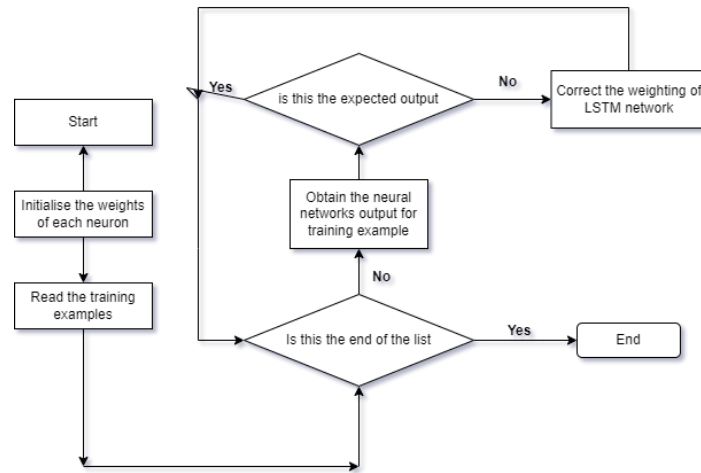 Start
Initialise the weights
of each neuron
Read the training
examples
Yes
is this the expected output
No
Correct the weighting of
LSTM network
Obtain the neural
networks output for
training example
No
Is this the end of the list
Yes
End